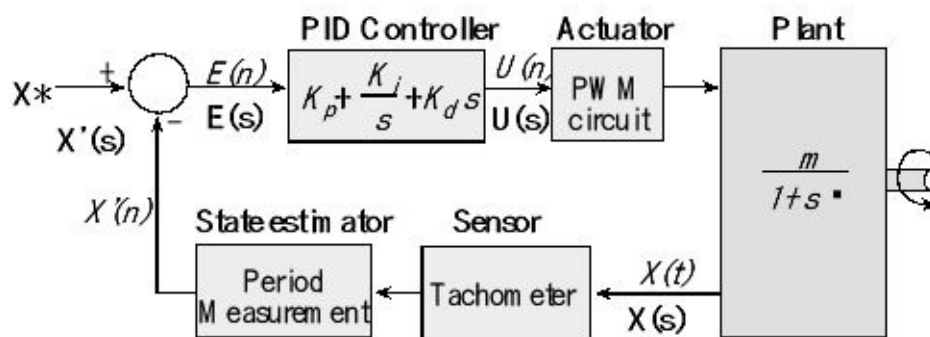 PID Controller
Actuator
Plant
X*
+
-
E(n)
E(s)
Kp + Ki/s + Kd s
U(n)
U(s)
PWM
circuit
m
1+s
X'(s)
X'(n)
State estimator
Period
Measurement
Sensor
Tachometer
X(t)
X(s)